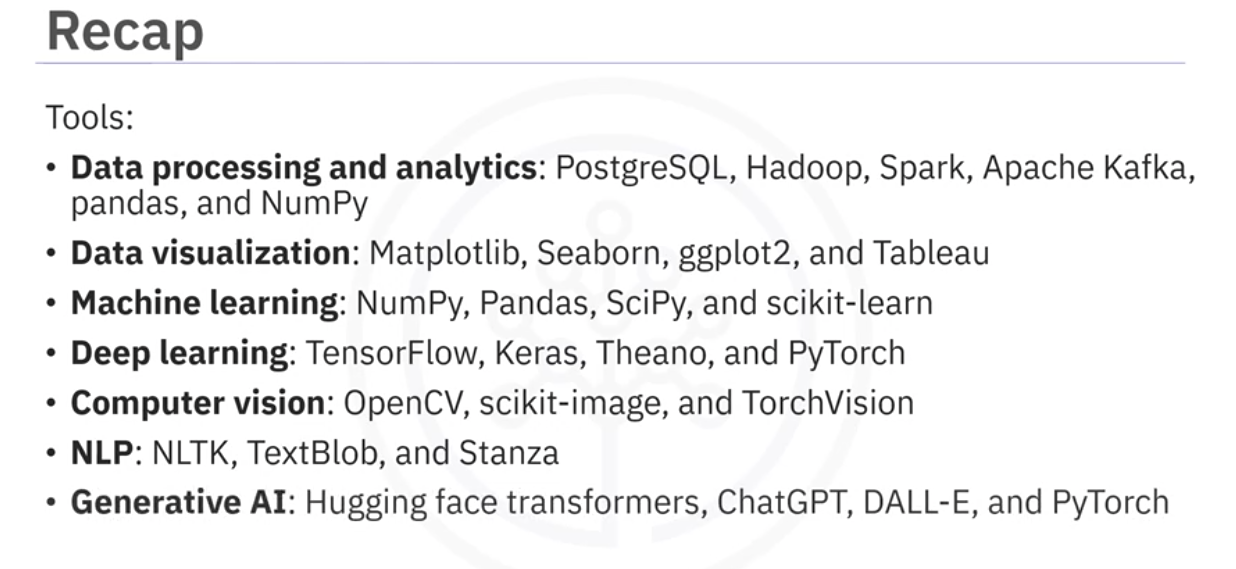 Recap
Tools:
• Data processing and analytics: PostgreSQL, Hadoop, Spark, Apache Kafka,
pandas, and NumPy
• Data visualization: Matplotlib, Seaborn, ggplot2, and Tableau
• Machine learning: NumPy, Pandas, SciPy, and scikit-learn
• Deep learning: TensorFlow, Keras, Theano, and PyTorch
• Computer vision: OpenCV, scikit-image, and TorchVision
• NLP: NLTK, TextBlob, and Stanza
• Generative AI: Hugging face transformers, ChatGPT, DALL-E, and PyTorch